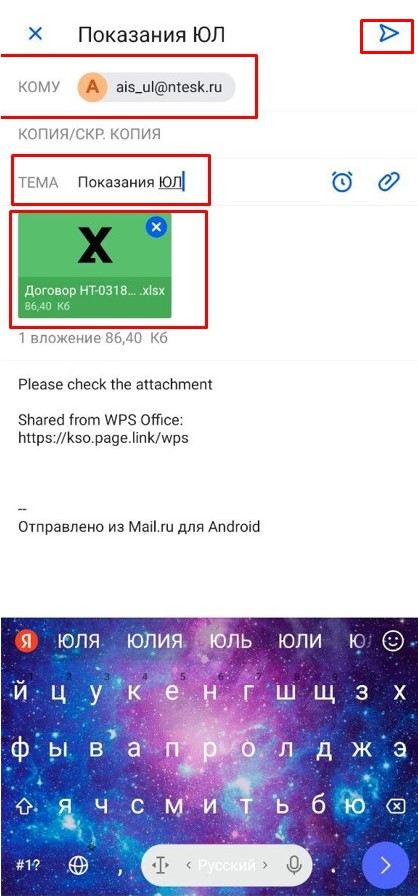 Показания ЮЛ
КОМУ А ais_ul@ntesk.ru
КОПИЯ/СКР. КОПИЯ
ТЕМА Показания ЮЛ
X
Договор НТ-0318... .xlsx
86,40 Кб
1 вложение 86,40 Кб
Please check the attachment
Shared from WPS Office:
https://kso.page.link/wps
--
Отправлено из Mail.ru для Android
Я ЮЛЯ ЮЛИЯ ЮЛЬ ЮЛИ Ю
й ц у к е н г ш щ з х
ф ы в а п р о л д ж э
я ч с м и т ь б ю
#1? , < Русский > .